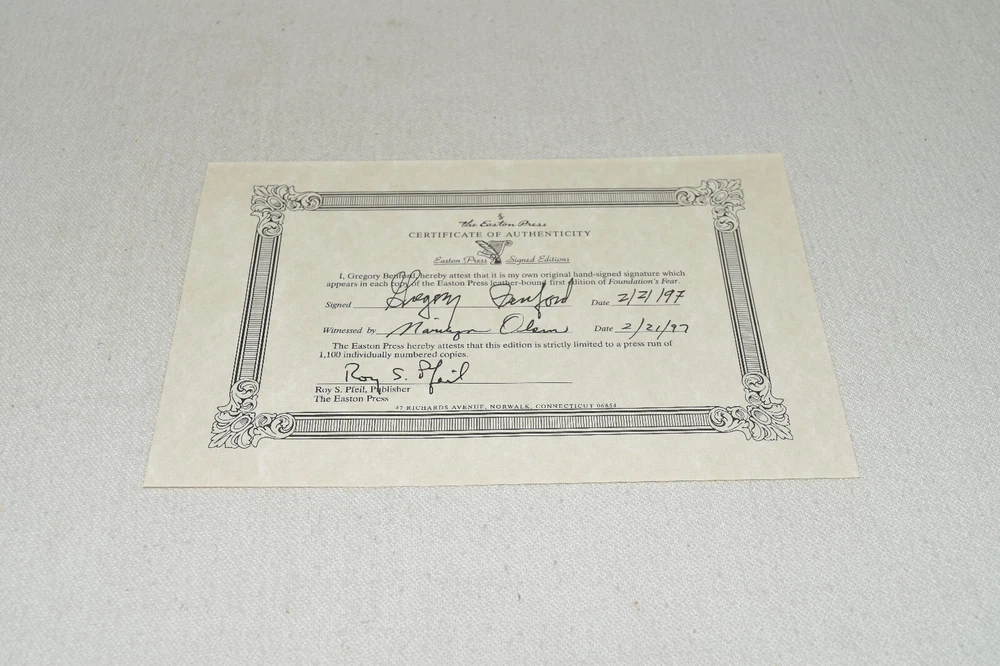 the Easton Press
CERTIFICATE OF AUTHENTICITY
Easton Press Signed Editions
I, Gregory Benford, hereby attest that it is my own original hand-signed signature which
appears in each copy of the Easton Press leather-bound first edition of Foundation's Fear.
Signed Gregory Benford Date 2/21/97
Witnessed by Marilyn Olson Date 2/21/97
The Easton Press hereby attests that this edition is strictly limited to a press run of
1,100 individually numbered copies.
Roy S. Pfeil
Roy S. Pfeil, Publisher
The Easton Press
47 RICHARDS AVENUE, NORWALK, CONNECTICUT 06854